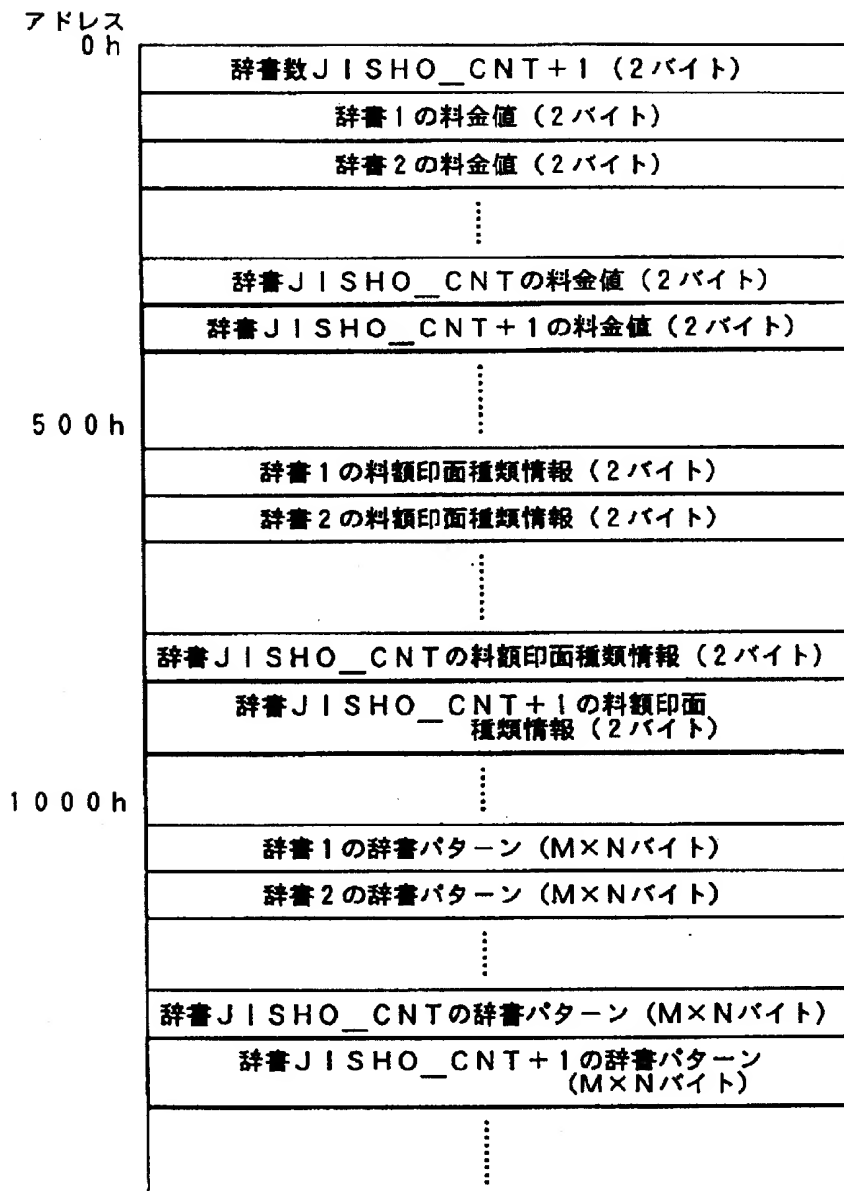 アドレス
0h
辞書数JISHO_CNT+1(2バイト)
辞書1の料金値(2バイト)
辞書2の料金値(2バイト)
辞書JISHO_CNTの料金値(2バイト)
辞書JISHO_CNT+1の料金値(2バイト)
500h
辞書1の料額印面種類情報(2バイト)
辞書2の料額印面種類情報(2バイト)
辞書JISHO_CNTの料額印面種類情報(2バイト)
辞書JISHO_CNT+1の料額印面
種類情報(2バイト)
1000h
辞書1の辞書パターン(M×Nバイト)
辞書2の辞書パターン(M×Nバイト)
辞書JISHO_CNTの辞書パターン(M×Nバイト)
辞書JISHO_CNT+1の辞書パターン
(M×Nバイト)